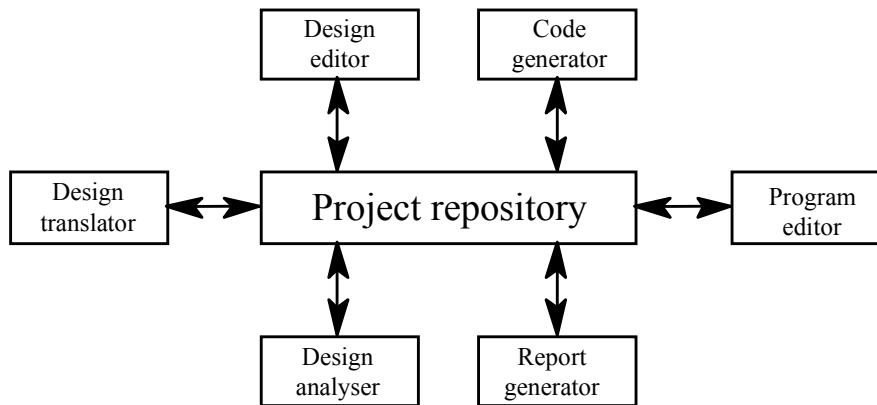 Design
editor
Code
generator
Design
translator
Project repository
Program
editor
Design
analyser
Report
generator